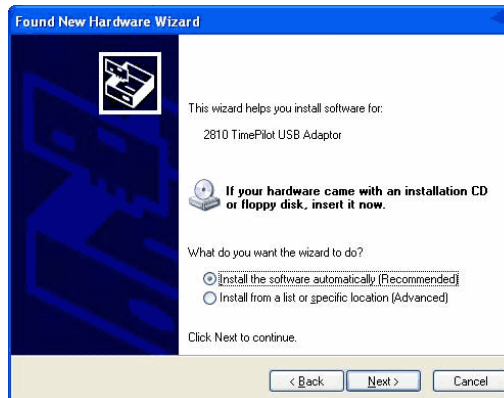 Found New Hardware Wizard
This wizard helps you install software for:
2810 TimePilot USB Adaptor
If your hardware came with an installation CD
or floppy disk, insert it now.
What do you want the wizard to do?
Install the software automatically (Recommended)
Install from a list or specific location (Advanced)
Click Next to continue.
< Back
Next >
Cancel